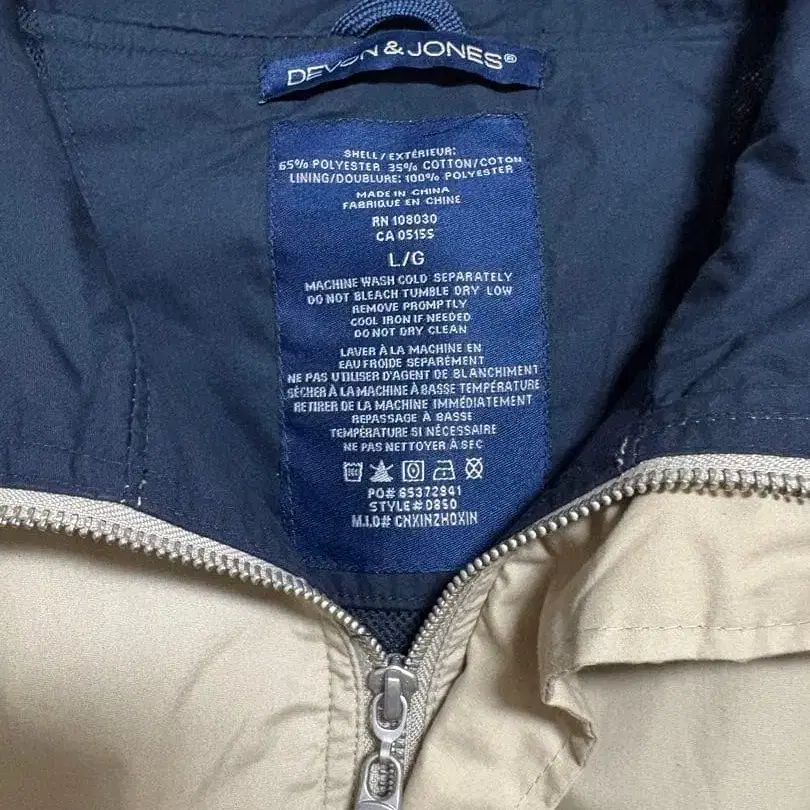 DEVON & JONES®
SHELL/EXTÉRIEUR:
65% POLYESTER 35% COTTON/COTON
LINING/DOUBLURE: 100% POLYESTER
MADE IN CHINA
FABRIQUÉ EN CHINE
RN 108030
CA 05155
L/G
MACHINE WASH COLD SEPARATELY
DO NOT BLEACH TUMBLE DRY LOW
REMOVE PROMPTLY
COOL IRON IF NEEDED
DO NOT DRY CLEAN
LAVER À LA MACHINE EN
EAU FROIDE SÉPARÉMENT
NE PAS UTILISER D'AGENT DE BLANCHIMENT
SÉCHER À LA MACHINE À BASSE TEMPÉRATURE
RETIRER DE LA MACHINE IMMÉDIATEMENT
REPASSAGE À BASSE
TEMPÉRATURE SI NÉCESSAIRE
NE PAS NETTOYER À SEC
PO# 65372941
STYLE# D850
M.I.D# CNXINZHOXIN